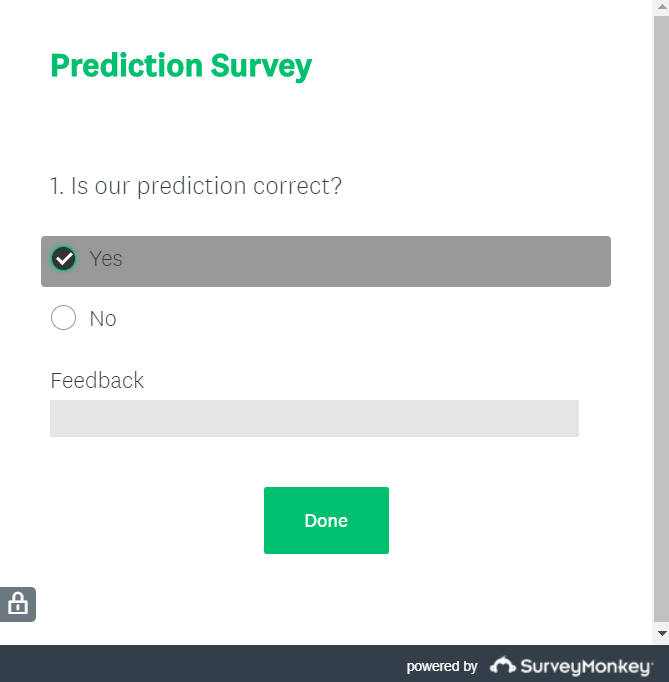 Prediction Survey
1. Is our prediction correct?
Yes
No
Feedback
Done
powered by SurveyMonkey